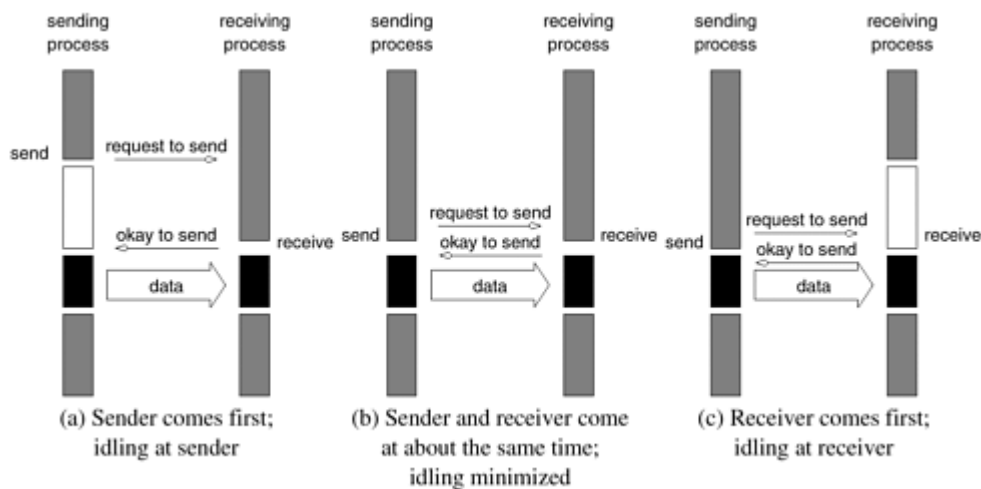 sending
process
receiving
process
send
request to send
okay to send
receive
data
(a) Sender comes first;
idling at sender
sending
process
receiving
process
send
request to send
okay to send
receive
data
(b) Sender and receiver come
at about the same time;
idling minimized
sending
process
receiving
process
send
request to send
okay to send
receive
data
(c) Receiver comes first;
idling at receiver